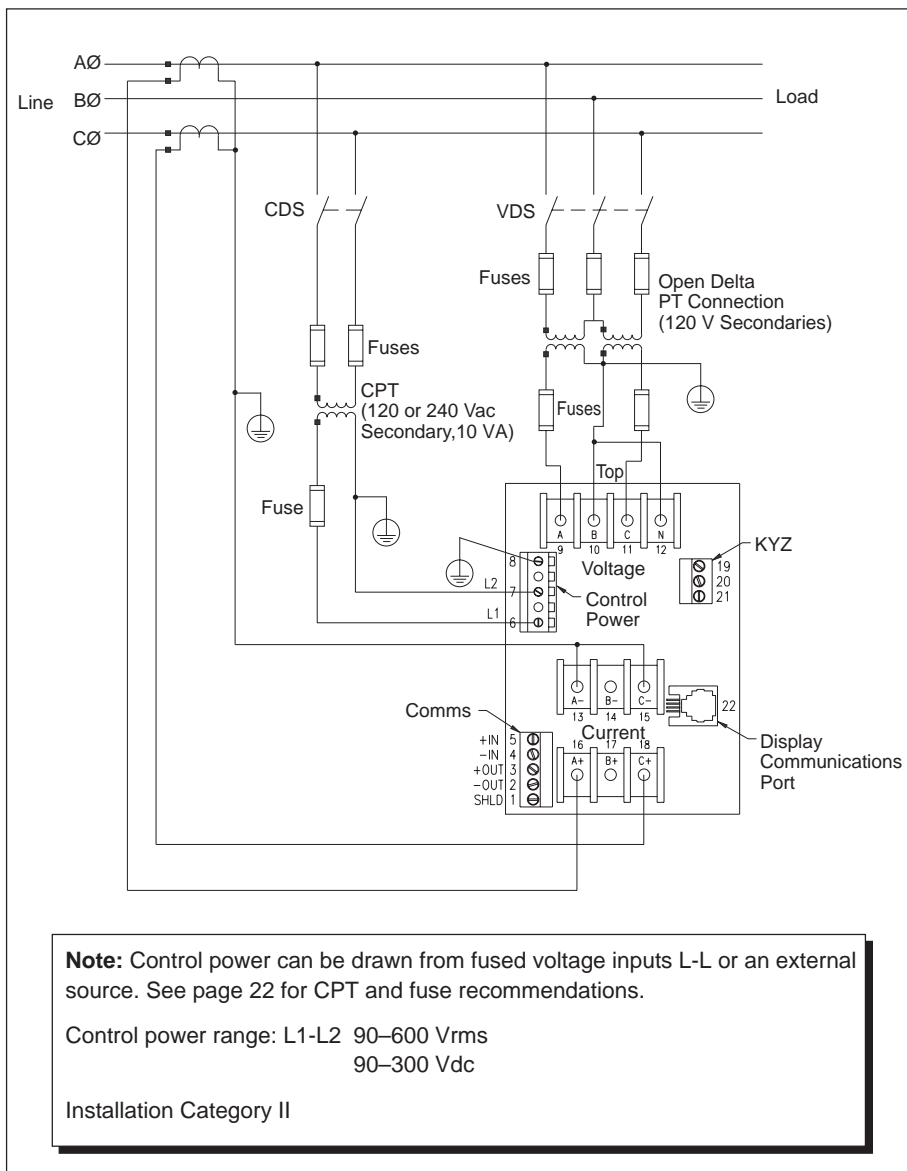 AØ
Line BØ Load
CØ
CDS VDS
Fuses Open Delta
PT Connection
(120 V Secondaries)
Fuses
CPT
(120 or 240 Vac
Secondary,10 VA)
Fuses
Fuse
Top
A B C N
9 10 11 12
Voltage
KYZ
19
20
21
8
L2
7
L1
6
Control
Power
A– B– C–
13 14 15
22
Comms
Current
16 17 18
A+ B+ C+
+IN 5
–IN 4
+OUT 3
–OUT 2
SHLD 1
Display
Communications
Port
Note: Control power can be drawn from fused voltage inputs L-L or an external
source. See page 22 for CPT and fuse recommendations.
Control power range: L1-L2 90–600 Vrms
90–300 Vdc
Installation Category II